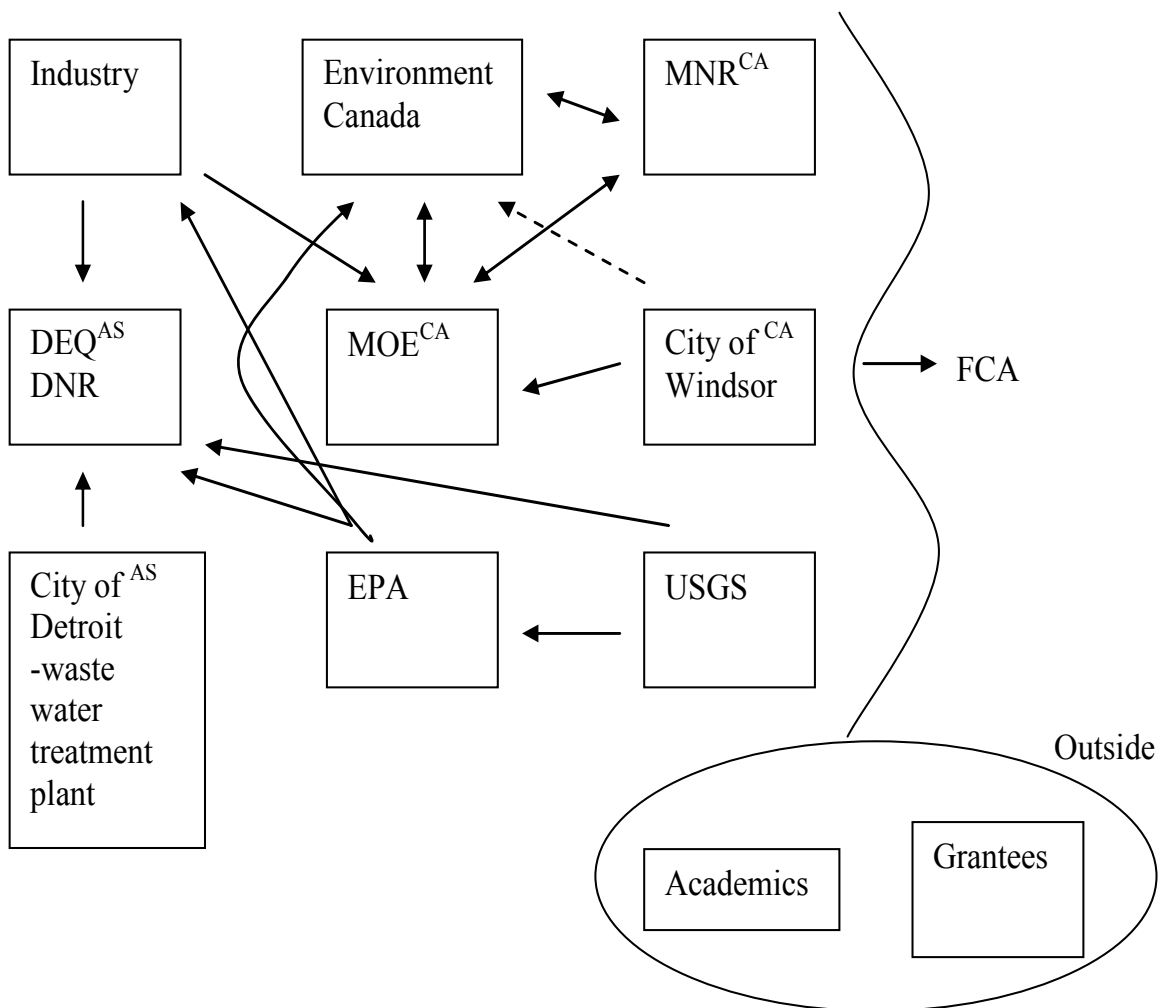 Industry
Environment
Canada
MNR^CA
DEQ^AS
DNR
MOE^CA
City of ^CA
Windsor
FCA
City of ^AS
Detroit
-waste
water
treatment
plant
EPA
USGS
Outside
Academics
Grantees